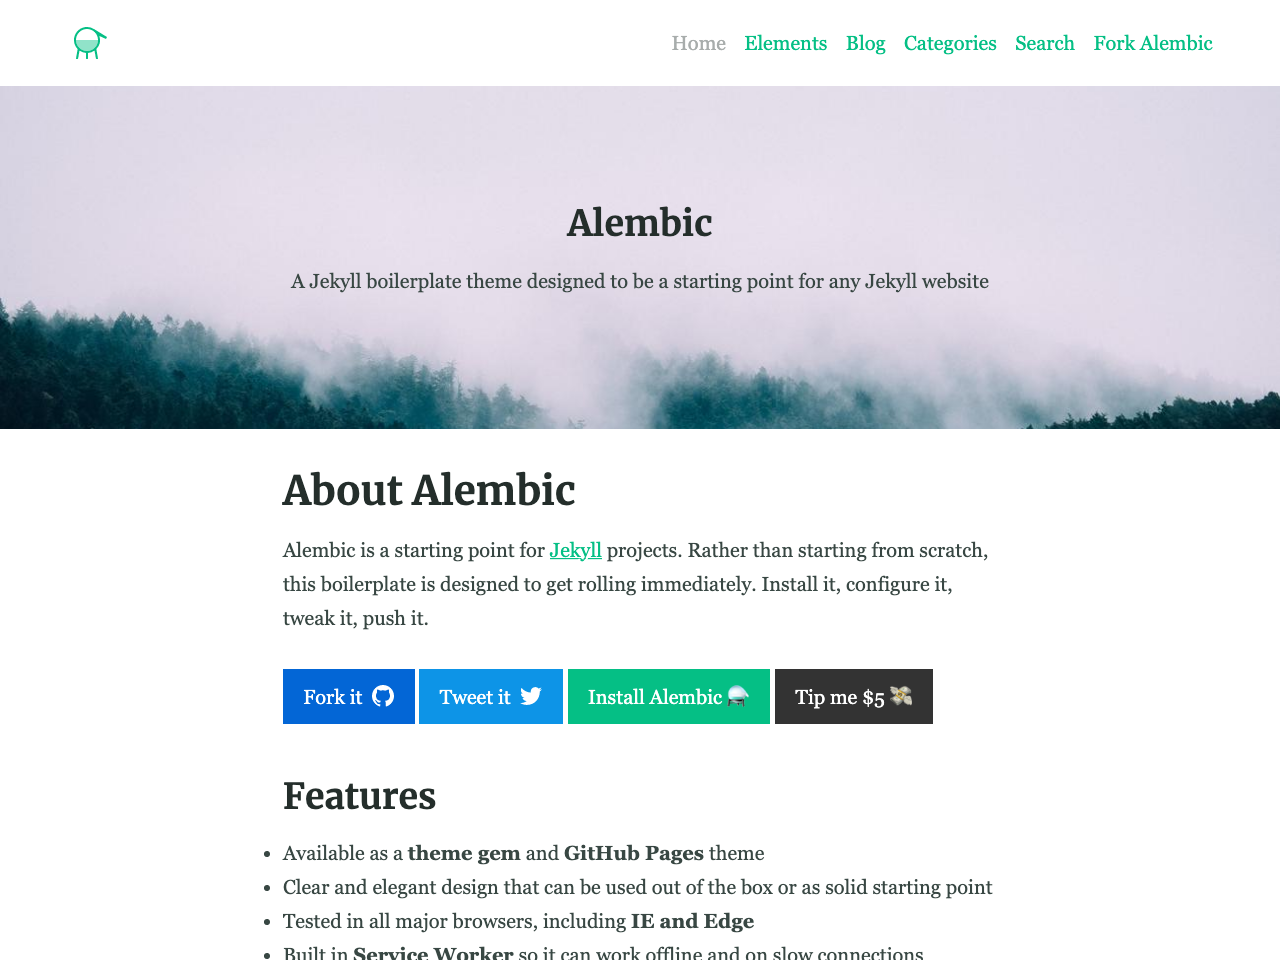 Home Elements Blog Categories Search Fork Alembic
Alembic
A Jekyll boilerplate theme designed to be a starting point for any Jekyll website
About Alembic
Alembic is a starting point for Jekyll projects. Rather than starting from scratch,
this boilerplate is designed to get rolling immediately. Install it, configure it,
tweak it, push it.
Fork it Tweet it Install Alembic Tip me $5 💸
Features
• Available as a theme gem and GitHub Pages theme
• Clear and elegant design that can be used out of the box or as solid starting point
• Tested in all major browsers, including IE and Edge
• Built in Service Worker so it can work offline and on slow connections